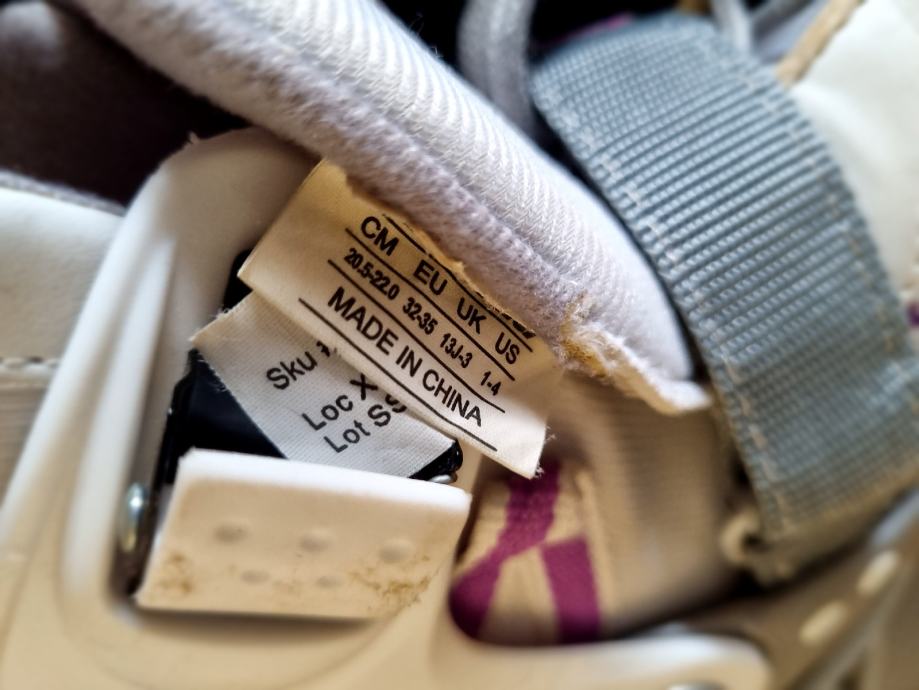 CM EU UK US
20.5-22.0 32-35 13J-3 1-4
MADE IN CHINA
Sku #
Loc X
Lot SS